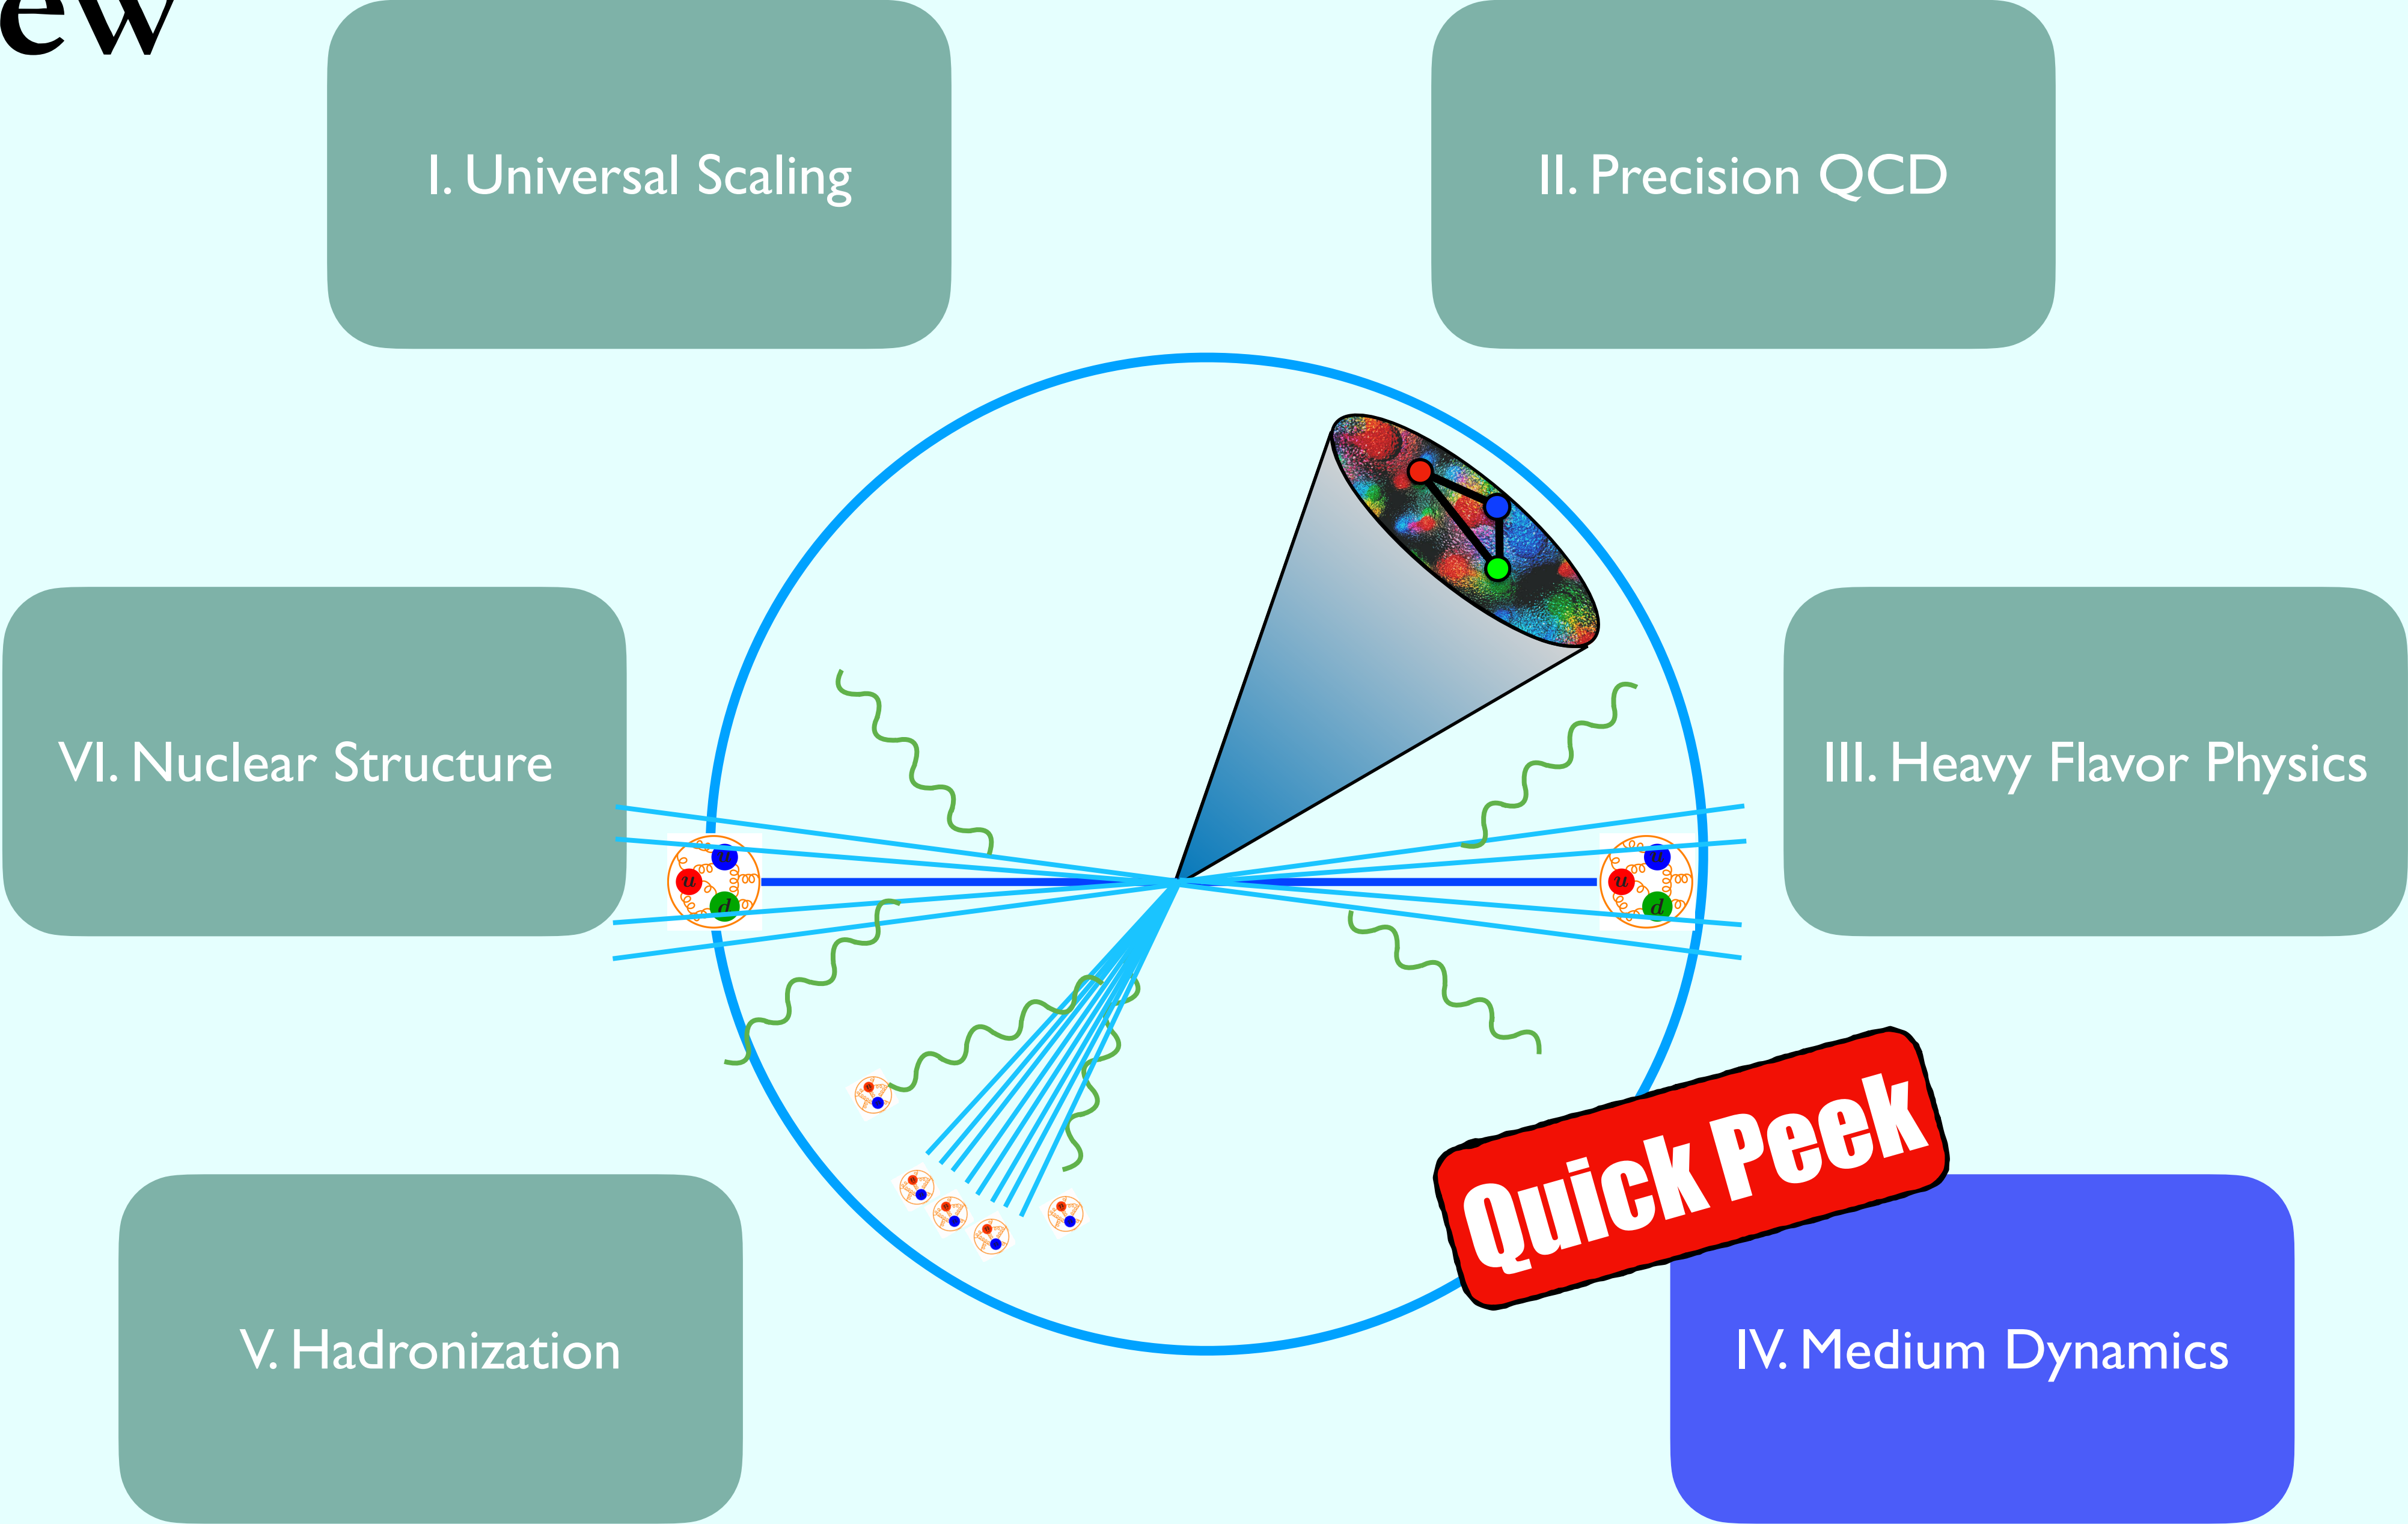 ew
I. Universal Scaling
II. Precision QCD
VI. Nuclear Structure
III. Heavy Flavor Physics
u
u
d
u
u
d
Quick Peek
V. Hadronization
IV. Medium Dynamics